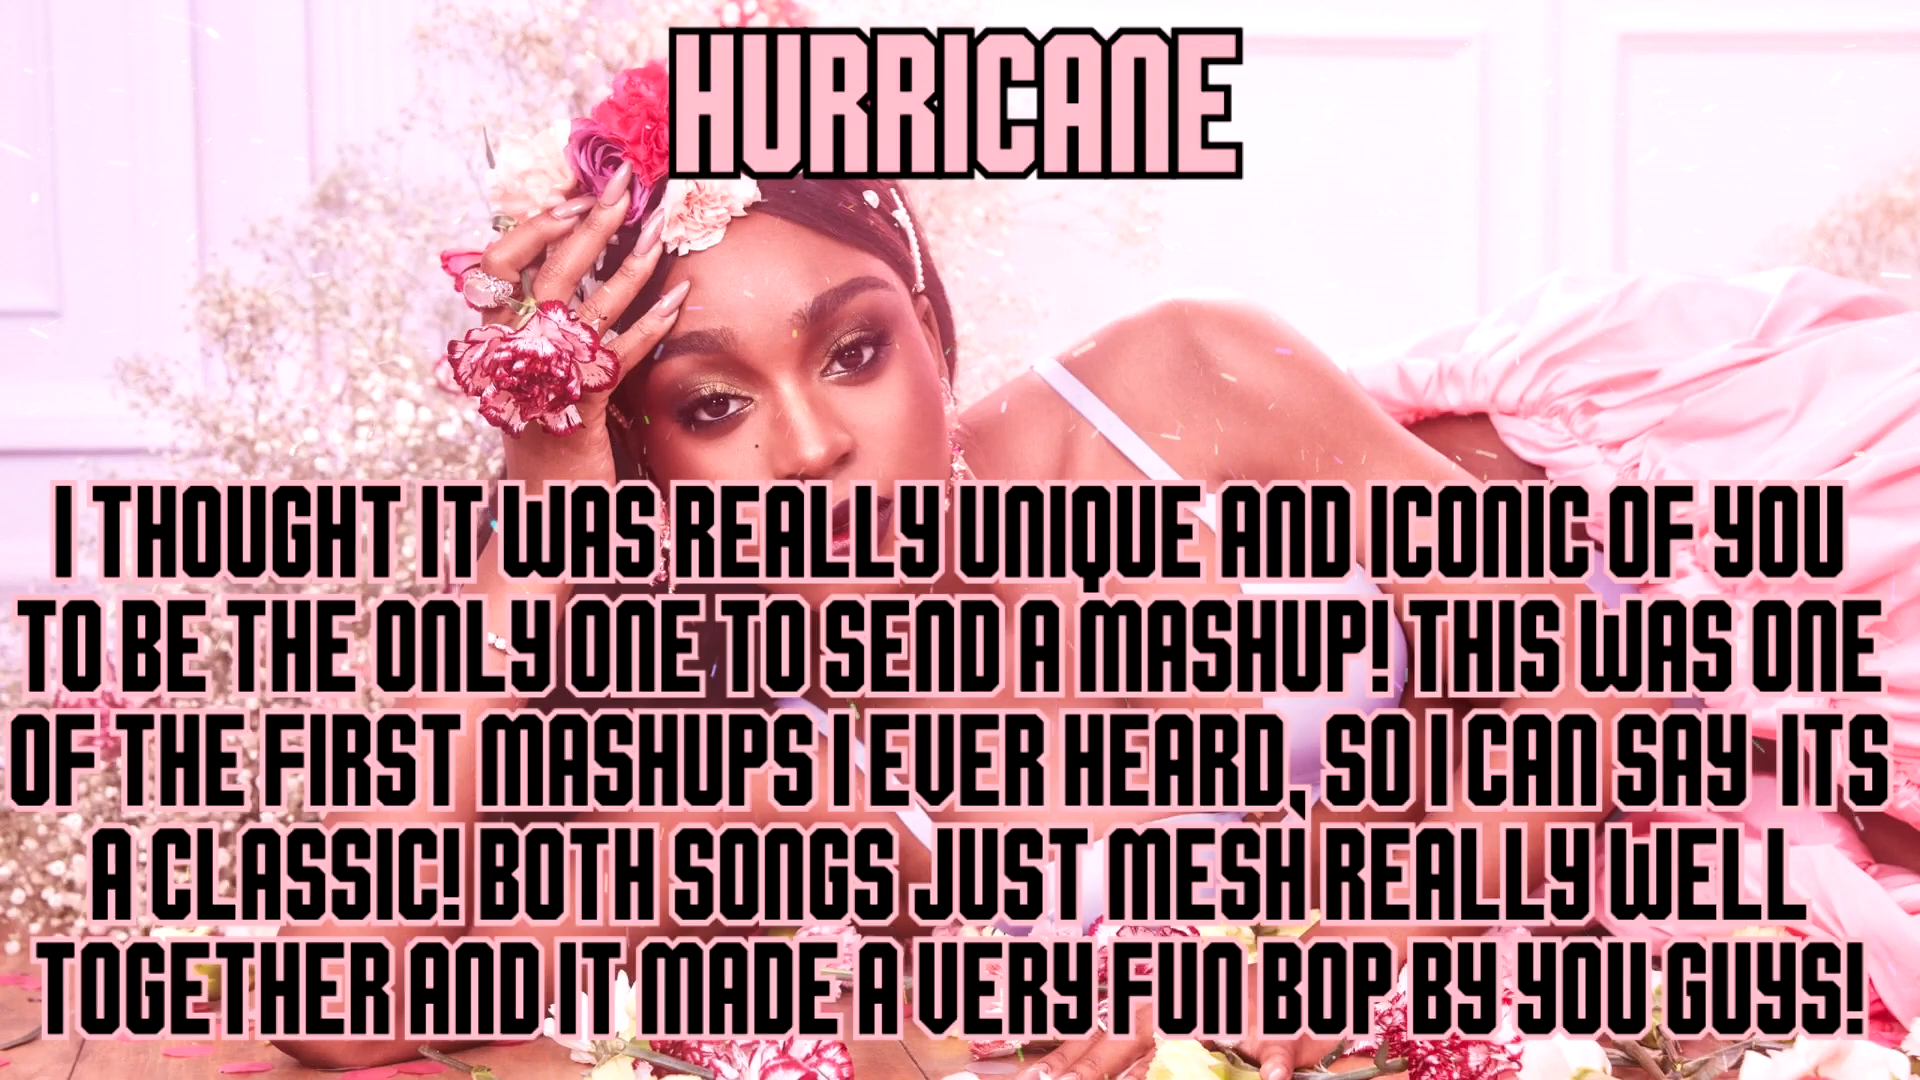 HURRICANE
I THOUGHT IT WAS REALLY UNIQUE AND ICONIC OF YOU
TO BE THE ONLY ONE TO SEND A MASHUP! THIS WAS ONE
OF THE FIRST MASHUPS I EVER HEARD, SO I CAN SAY ITS
A CLASSIC! BOTH SONGS JUST MESH REALLY WELL
TOGETHER AND IT MADE A VERY FUN BOP BY YOU GUYS!